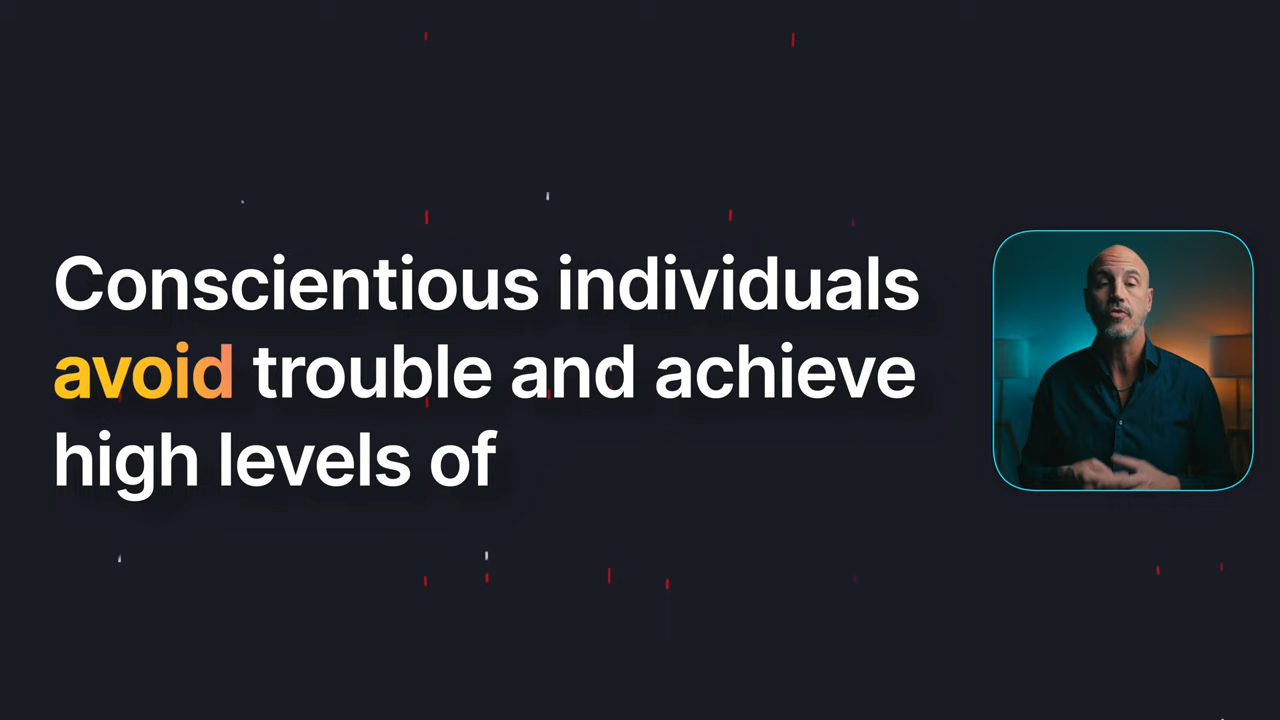 Conscientious individuals
avoid trouble and achieve
high levels of